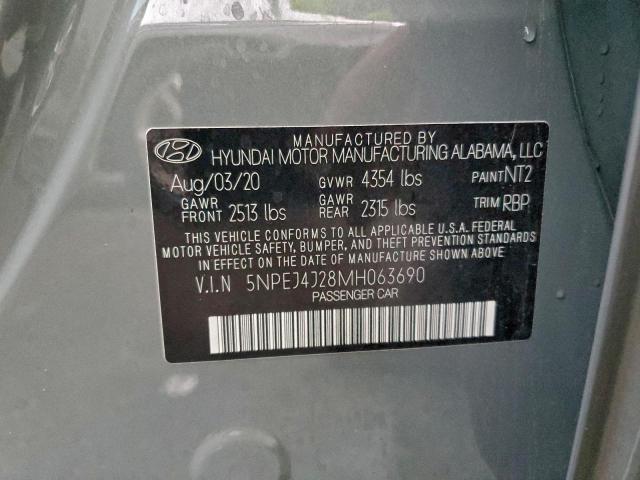 MANUFACTURED BY
HYUNDAI MOTOR MANUFACTURING ALABAMA, LLC
Aug/03/20 GVWR 4354 lbs PAINT NT2
GAWR FRONT 2513 lbs GAWR REAR 2315 lbs TRIM RBP
THIS VEHICLE CONFORMS TO ALL APPLICABLE U.S.A. FEDERAL
MOTOR VEHICLE SAFETY, BUMPER, AND THEFT PREVENTION STANDARDS
IN EFFECT ON THE DATE OF MANUFACTURE SHOWN ABOVE
V.I.N 5NPEJ4J28MH063690
PASSENGER CAR